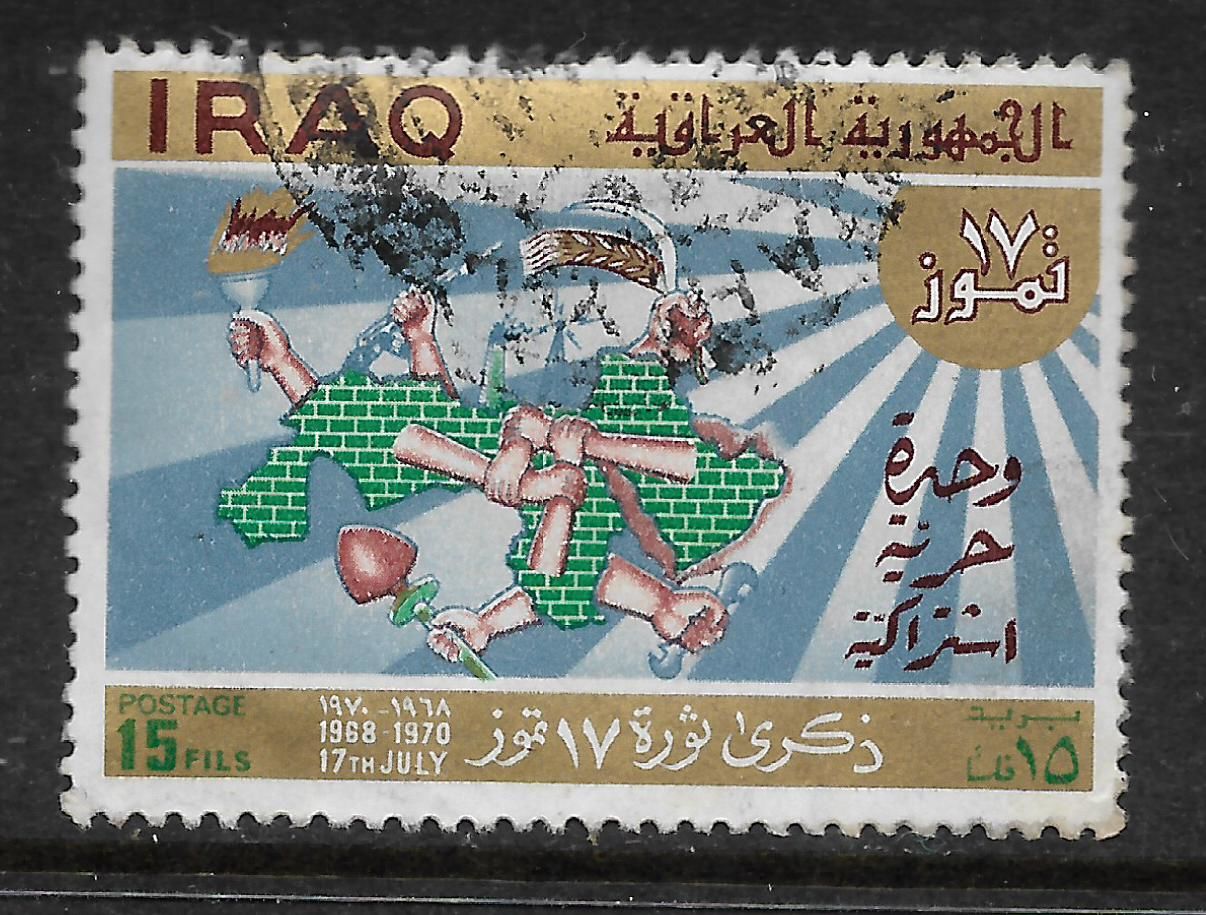 IRAQ
الجمهورية العراقية
١٧
تموز
وحدة
حرية
اشتراكية
POSTAGE
15 FILS
١٩٦٨-١٩٧٠
1968-1970
17TH JULY
ذكرى ثورة ١٧ تموز
بريد
١٥ فلسا